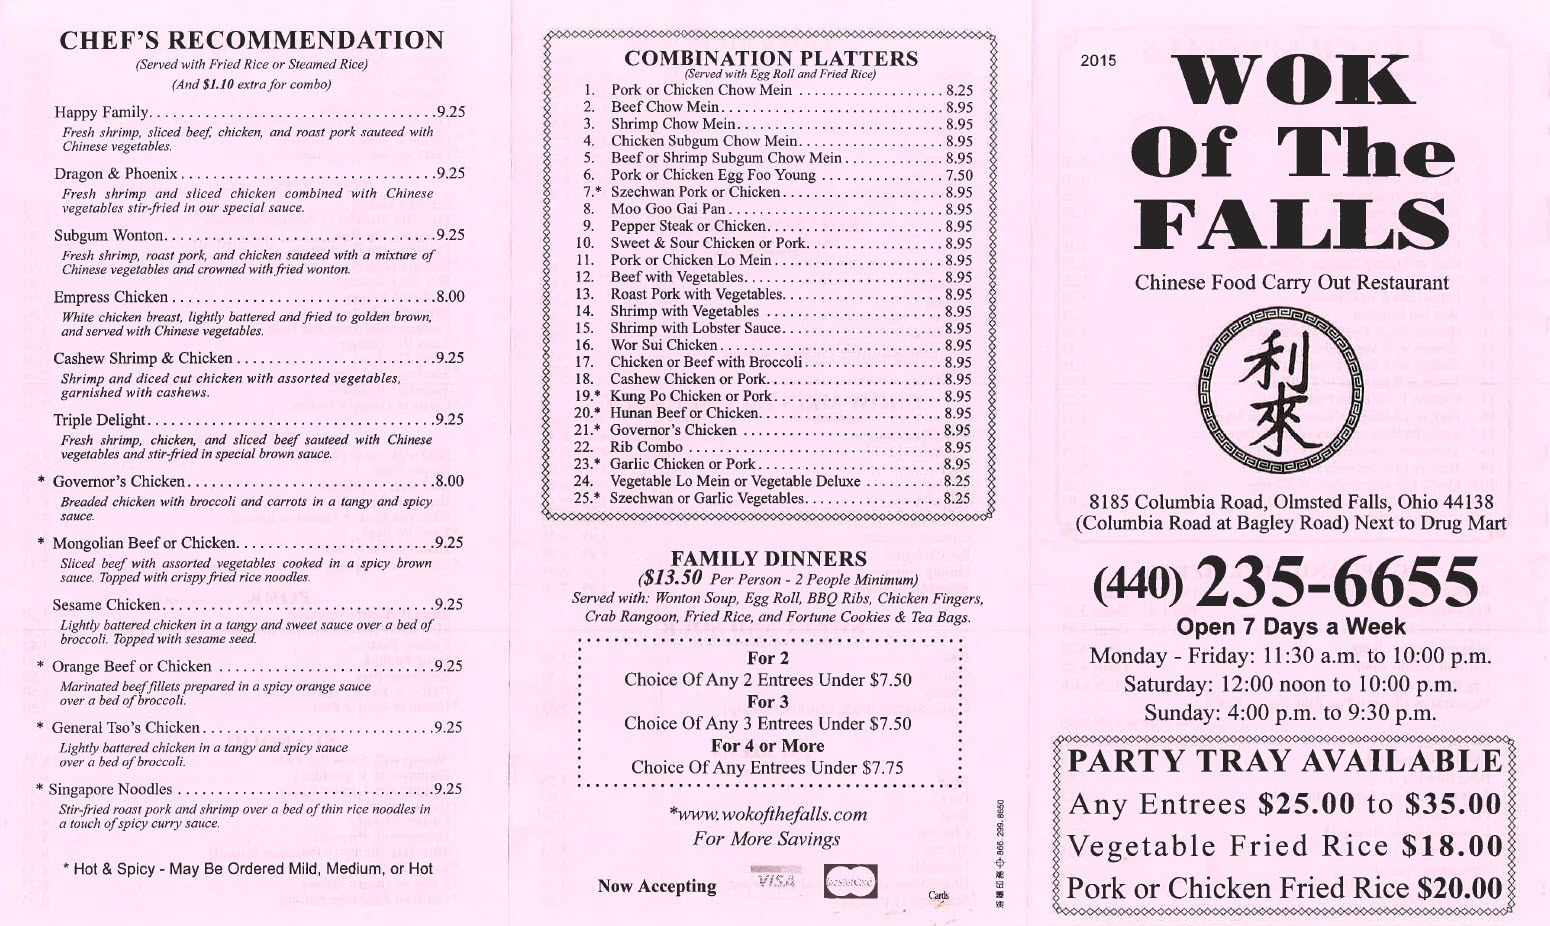 CHEF'S RECOMMENDATION
(Served with Fried Rice or Steamed Rice)
(And $1.10 extra for combo)
Happy Family. . . . . . . . . . . . . . . . . . . . . . . . . . . . . . . . . . . .9.25
Fresh shrimp, sliced beef, chicken, and roast pork sauteed with
Chinese vegetables.
Dragon & Phoenix . . . . . . . . . . . . . . . . . . . . . . . . . . . . . . . .9.25
Fresh shrimp and sliced chicken combined with Chinese
vegetables stir-fried in our special sauce.
Subgum Wonton. . . . . . . . . . . . . . . . . . . . . . . . . . . . . . . . . .9.25
Fresh shrimp, roast pork, and chicken sauteed with a mixture of
Chinese vegetables and crowned with fried wonton.
Empress Chicken . . . . . . . . . . . . . . . . . . . . . . . . . . . . . . . . .8.00
White chicken breast, lightly battered and fried to golden brown,
and served with Chinese vegetables.
Cashew Shrimp & Chicken . . . . . . . . . . . . . . . . . . . . . . . . .9.25
Shrimp and diced cut chicken with assorted vegetables,
garnished with cashews.
Triple Delight. . . . . . . . . . . . . . . . . . . . . . . . . . . . . . . . . . . .9.25
Fresh shrimp, chicken, and sliced beef sauteed with Chinese
vegetables and stir-fried in special brown sauce.
* Governor's Chicken. . . . . . . . . . . . . . . . . . . . . . . . . . . . . . .8.00
Breaded chicken with broccoli and carrots in a tangy and spicy
sauce.
* Mongolian Beef or Chicken. . . . . . . . . . . . . . . . . . . . . . . . .9.25
Sliced beef with assorted vegetables cooked in a spicy brown
sauce. Topped with crispy fried rice noodles.
Sesame Chicken. . . . . . . . . . . . . . . . . . . . . . . . . . . . . . . . . .9.25
Lightly battered chicken in a tangy and sweet sauce over a bed of
broccoli. Topped with sesame seed.
* Orange Beef or Chicken . . . . . . . . . . . . . . . . . . . . . . . . . . .9.25
Marinated beef fillets prepared in a spicy orange sauce
over a bed of broccoli.
* General Tso's Chicken . . . . . . . . . . . . . . . . . . . . . . . . . . . . .9.25
Lightly battered chicken in a tangy and spicy sauce
over a bed of broccoli.
* Singapore Noodles . . . . . . . . . . . . . . . . . . . . . . . . . . . . . . . .9.25
Stir-fried roast pork and shrimp over a bed of thin rice noodles in
a touch of spicy curry sauce.
* Hot & Spicy - May Be Ordered Mild, Medium, or Hot
COMBINATION PLATTERS
(Served with Egg Roll and Fried Rice)
1. Pork or Chicken Chow Mein . . . . . . . . . . . . . . . . . . 8.25
2. Beef Chow Mein . . . . . . . . . . . . . . . . . . . . . . . . . . . . 8.95
3. Shrimp Chow Mein. . . . . . . . . . . . . . . . . . . . . . . . . . 8.95
4. Chicken Subgum Chow Mein. . . . . . . . . . . . . . . . . . 8.95
5. Beef or Shrimp Subgum Chow Mein . . . . . . . . . . . . 8.95
6. Pork or Chicken Egg Foo Young . . . . . . . . . . . . . . . 7.50
7.* Szechwan Pork or Chicken. . . . . . . . . . . . . . . . . . . . 8.95
8. Moo Goo Gai Pan . . . . . . . . . . . . . . . . . . . . . . . . . . . 8.95
9. Pepper Steak or Chicken. . . . . . . . . . . . . . . . . . . . . . 8.95
10. Sweet & Sour Chicken or Pork. . . . . . . . . . . . . . . . . 8.95
11. Pork or Chicken Lo Mein . . . . . . . . . . . . . . . . . . . . . 8.95
12. Beef with Vegetables. . . . . . . . . . . . . . . . . . . . . . . . . 8.95
13. Roast Pork with Vegetables. . . . . . . . . . . . . . . . . . . . 8.95
14. Shrimp with Vegetables . . . . . . . . . . . . . . . . . . . . . . 8.95
15. Shrimp with Lobster Sauce. . . . . . . . . . . . . . . . . . . . 8.95
16. Wor Sui Chicken . . . . . . . . . . . . . . . . . . . . . . . . . . . . 8.95
17. Chicken or Beef with Broccoli . . . . . . . . . . . . . . . . . 8.95
18. Cashew Chicken or Pork. . . . . . . . . . . . . . . . . . . . . . 8.95
19.* Kung Po Chicken or Pork. . . . . . . . . . . . . . . . . . . . . 8.95
20.* Hunan Beef or Chicken. . . . . . . . . . . . . . . . . . . . . . . 8.95
21.* Governor's Chicken . . . . . . . . . . . . . . . . . . . . . . . . . 8.95
22. Rib Combo . . . . . . . . . . . . . . . . . . . . . . . . . . . . . . . . 8.95
23.* Garlic Chicken or Pork . . . . . . . . . . . . . . . . . . . . . . . 8.95
24. Vegetable Lo Mein or Vegetable Deluxe . . . . . . . . . 8.25
25.* Szechwan or Garlic Vegetables. . . . . . . . . . . . . . . . . 8.25
FAMILY DINNERS
($13.50 Per Person - 2 People Minimum)
Served with: Wonton Soup, Egg Roll, BBQ Ribs, Chicken Fingers,
Crab Rangoon, Fried Rice, and Fortune Cookies & Tea Bags.
For 2
Choice Of Any 2 Entrees Under $7.50
For 3
Choice Of Any 3 Entrees Under $7.50
For 4 or More
Choice Of Any Entrees Under $7.75
*www.wokofthefalls.com
For More Savings
Now Accepting VISA MasterCard Cards
866.299.8650
2015
WOK
Of The
FALLS
Chinese Food Carry Out Restaurant
利
來
8185 Columbia Road, Olmsted Falls, Ohio 44138
(Columbia Road at Bagley Road) Next to Drug Mart
(440) 235-6655
Open 7 Days a Week
Monday - Friday: 11:30 a.m. to 10:00 p.m.
Saturday: 12:00 noon to 10:00 p.m.
Sunday: 4:00 p.m. to 9:30 p.m.
PARTY TRAY AVAILABLE
Any Entrees $25.00 to $35.00
Vegetable Fried Rice $18.00
Pork or Chicken Fried Rice $20.00